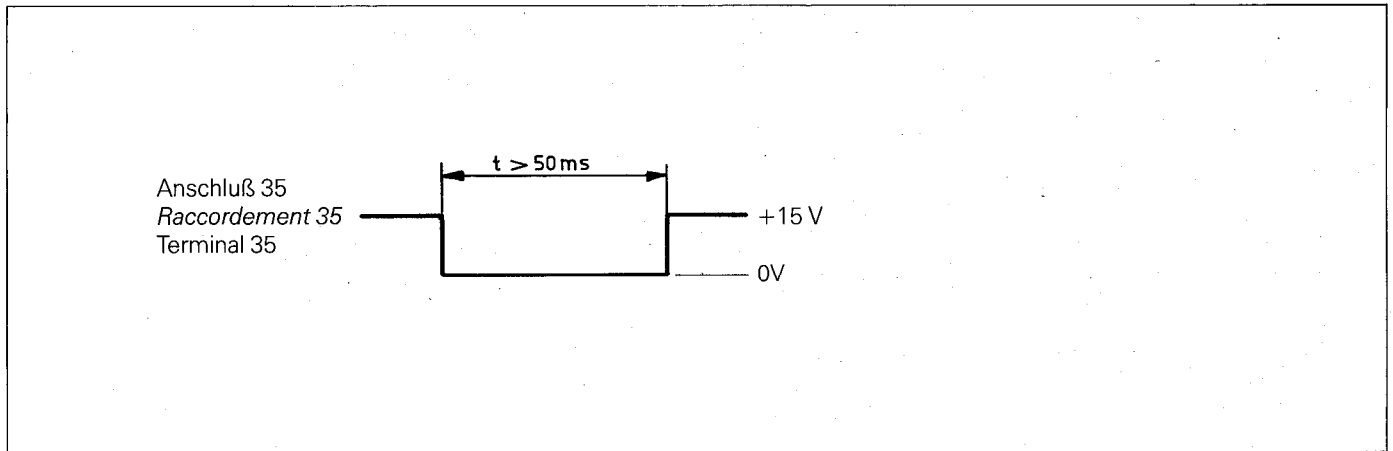 t > 50 ms
Anschluß 35
Raccordement 35
Terminal 35
+15 V
0V